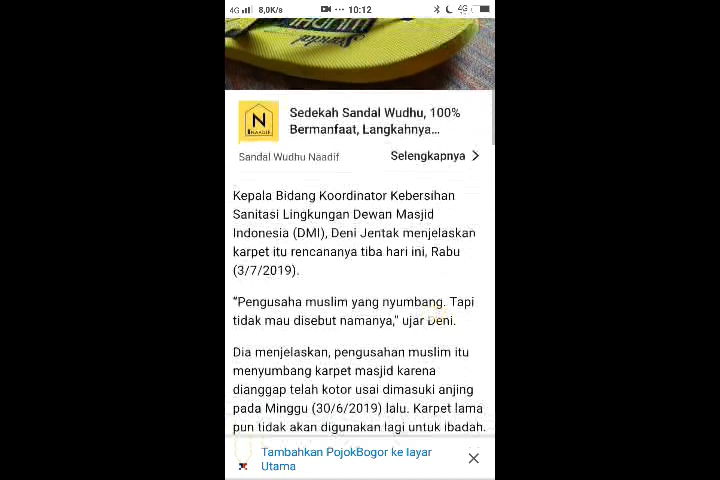 4G 8,0K/s ··· 10:12 4G
Sandal
Sedekah Sandal Wudhu, 100%
Bermanfaat, Langkahnya...
N
NAADIF
Sandal Wudhu Naadif
Selengkapnya
Kepala Bidang Koordinator Kebersihan
Sanitasi Lingkungan Dewan Masjid
Indonesia (DMI), Deni Jentak menjelaskan
karpet itu rencananya tiba hari ini, Rabu
(3/7/2019).
“Pengusaha muslim yang nyumbang. Tapi
tidak mau disebut namanya,” ujar Deni.
Dia menjelaskan, pengusahan muslim itu
menyumbang karpet masjid karena
dianggap telah kotor usai dimasuki anjing
pada Minggu (30/6/2019) lalu. Karpet lama
pun tidak akan digunakan lagi untuk ibadah.
Tambahkan PojokBogor ke layar
Utama